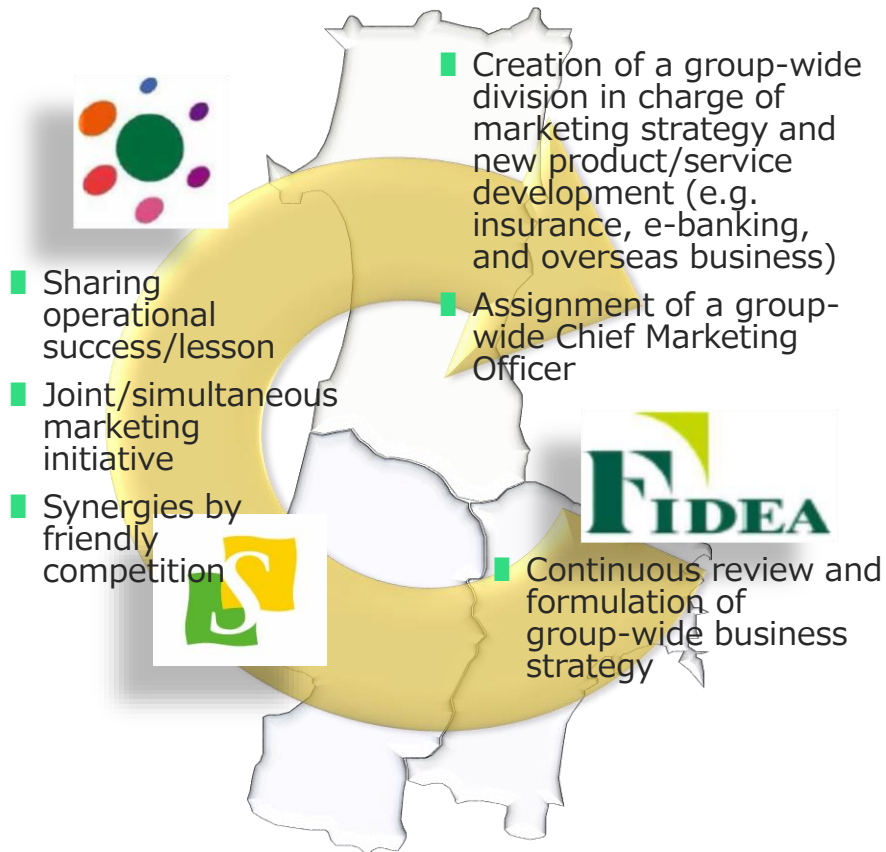 Creation of a group-wide
division in charge of
marketing strategy and
new product/service
development (e.g.
insurance, e-banking,
and overseas business)
Assignment of a group-
wide Chief Marketing
Officer
Sharing
operational
success/lesson
Joint/simultaneous
marketing
initiative
Synergies by
friendly
competition
S
FIDEA
Continuous review and
formulation of
group-wide business
strategy